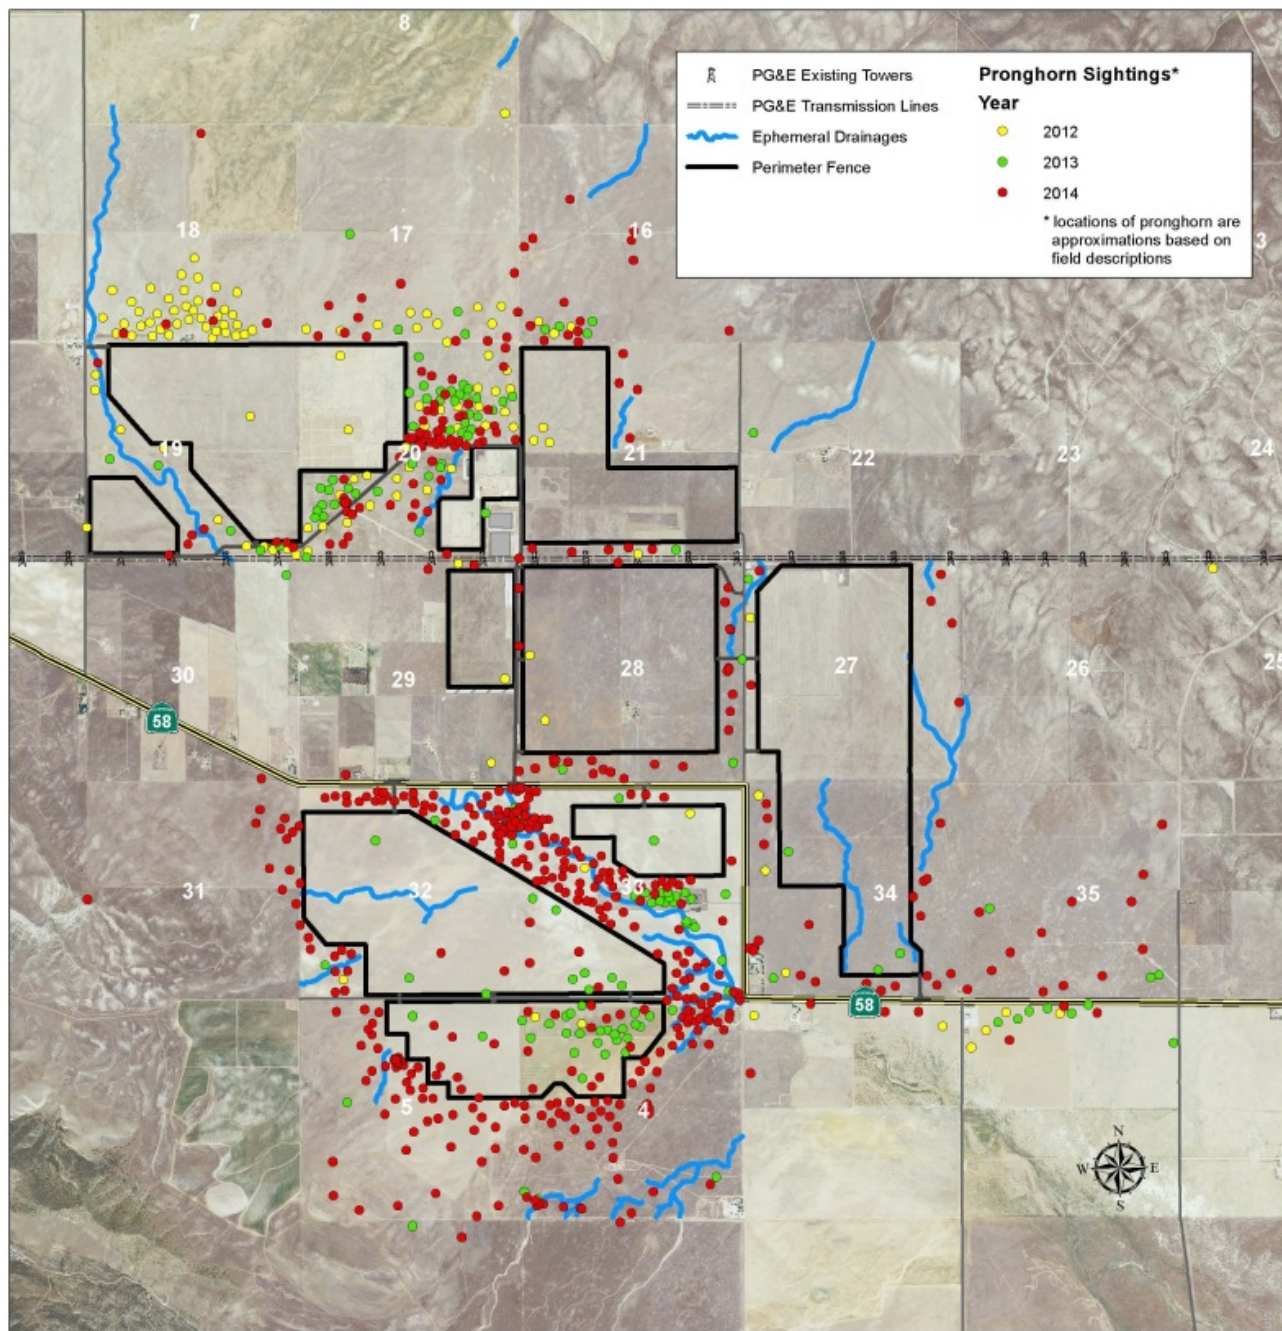 7
8
PG&E Existing Towers
PG&E Transmission Lines
Ephemeral Drainages
Perimeter Fence
Pronghorn Sightings*
Year
2012
2013
2014
* locations of pronghorn are
approximations based on
field descriptions
18
17
16
3
19
20
21
22
23
24
30
29
28
27
26
25
58
31
32
33
34
35
58
5
4
N
W
E
S